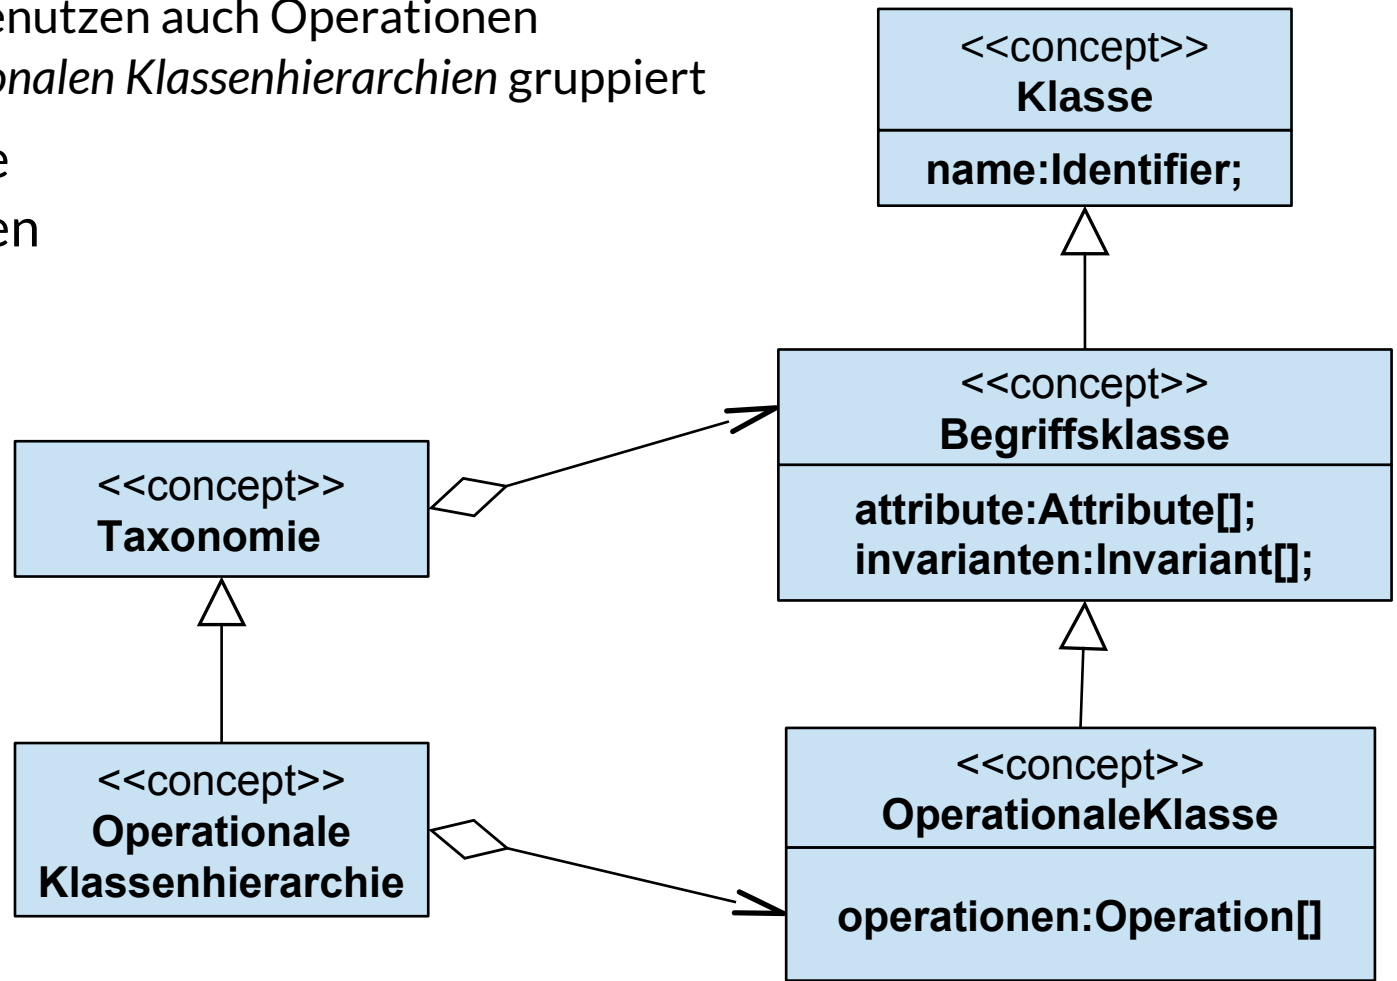 enutzen auch Operationen
onalen Klassenhierarchien gruppiert
e
en
<<concept>>
Klasse
name:Identifier;
<<concept>>
Begriffsklasse
attribute:Attribute[];
invarianten:Invariant[];
<<concept>>
Taxonomie
<<concept>>
Operationale
Klassenhierarchie
<<concept>>
OperationaleKlasse
operationen:Operation[]